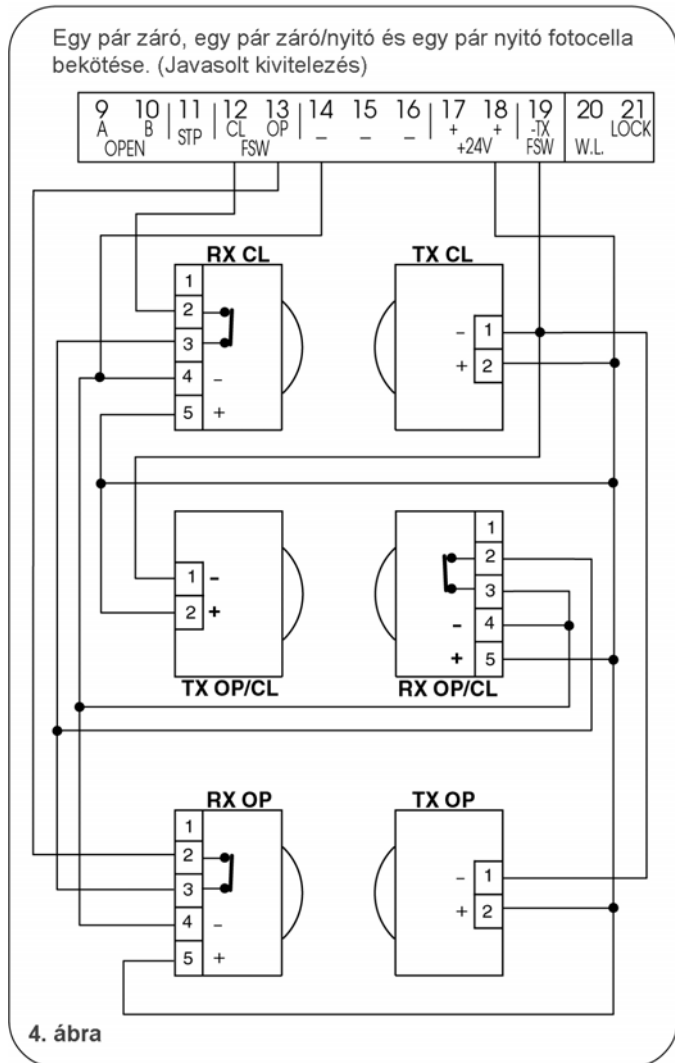 Egy pár záró, egy pár záró/nyitó és egy pár nyitó fotocella
bekötése. (Javasolt kivitelezés)
9 10 11 12 13 14 15 16 17 18 19 20 21
A B STP CL OP _ _ _ + + -TX LOCK
OPEN FSW +24V FSW W.L.
RX CL TX CL
1
2
3
4 -
5 +
- 1
+ 2
1 -
2 +
1
2
3
- 4
+ 5
TX OP/CL RX OP/CL
RX OP TX OP
1
2
3
4 -
5 +
- 1
+ 2
4. ábra